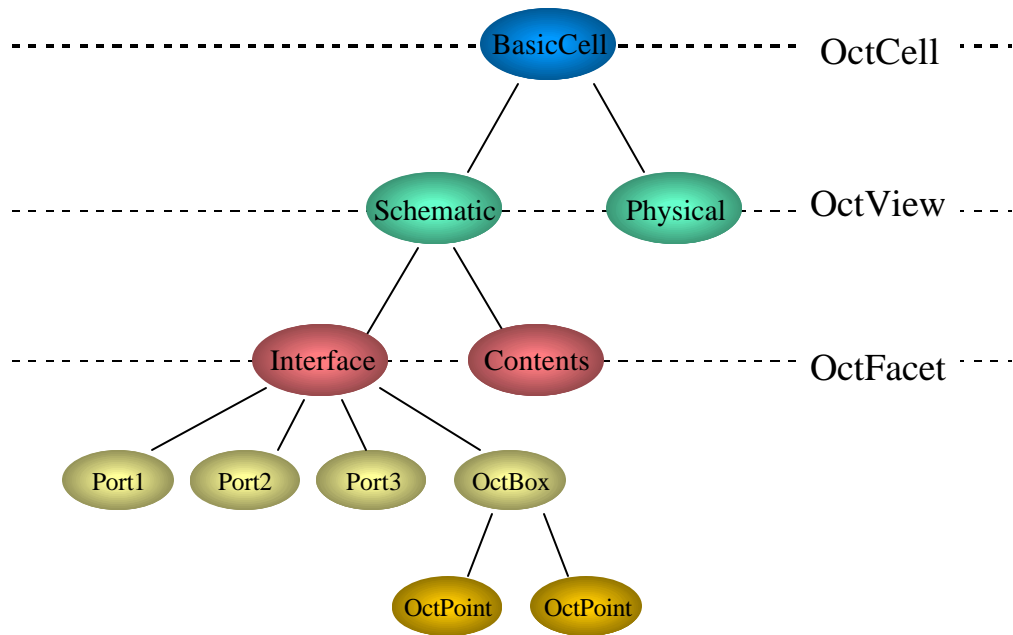 BasicCell
OctCell
Schematic
Physical
OctView
Interface
Contents
OctFacet
Port1
Port2
Port3
OctBox
OctPoint
OctPoint